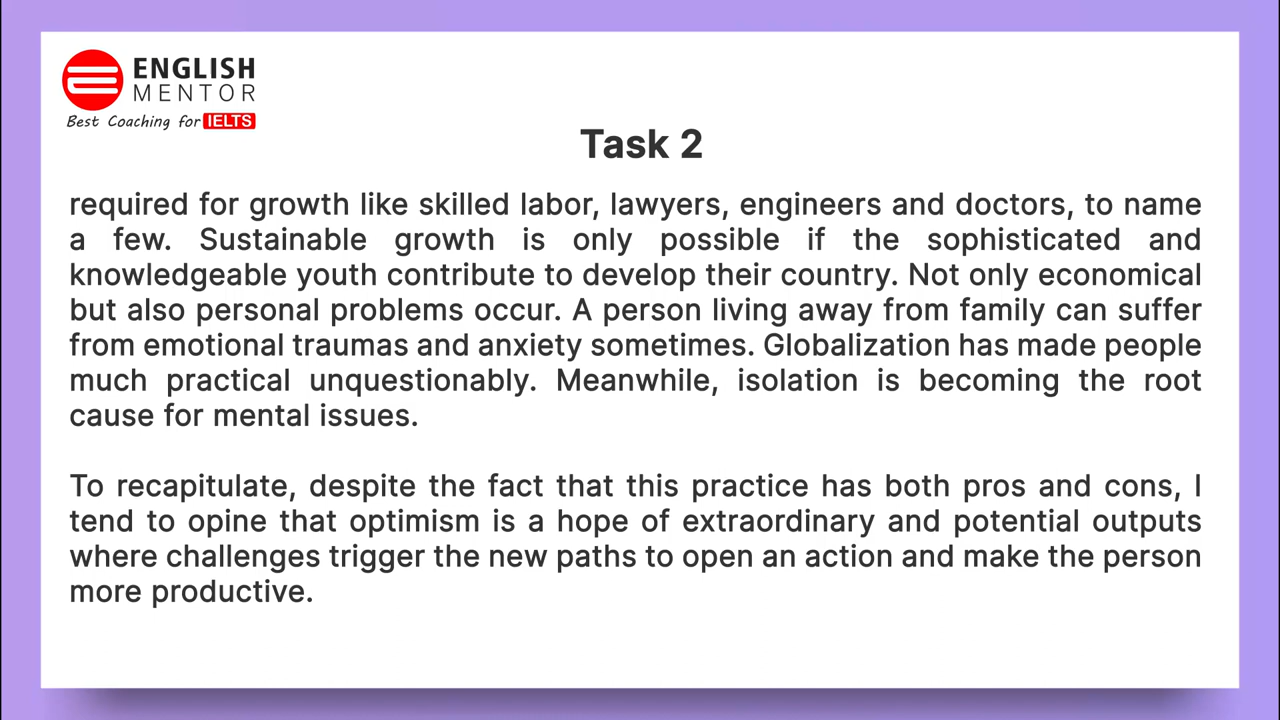 ENGLISH
MENTOR
Best Coaching for IELTS
Task 2
required for growth like skilled labor, lawyers, engineers and doctors, to name
a few. Sustainable growth is only possible if the sophisticated and
knowledgeable youth contribute to develop their country. Not only economical
but also personal problems occur. A person living away from family can suffer
from emotional traumas and anxiety sometimes. Globalization has made people
much practical unquestionably. Meanwhile, isolation is becoming the root
cause for mental issues.
To recapitulate, despite the fact that this practice has both pros and cons, I
tend to opine that optimism is a hope of extraordinary and potential outputs
where challenges trigger the new paths to open an action and make the person
more productive.